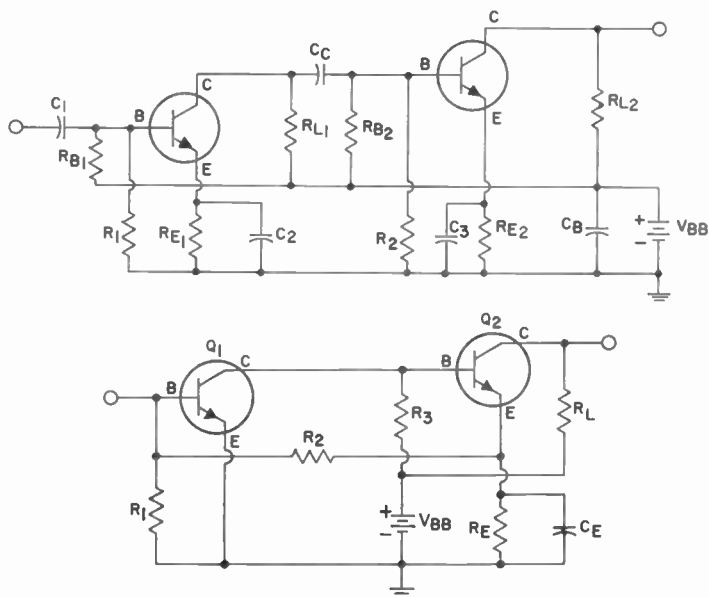 C
CC
C
B
RL2
C1
B
C
E
RL1
RB2
E
RB1
R1
RE1
C2
R2
C3
RE2
CB
+
-
VBB
Q1
Q2
C
B
C
B
R3
E
RL
E
R2
R1
+
-
VBB
RE
CE